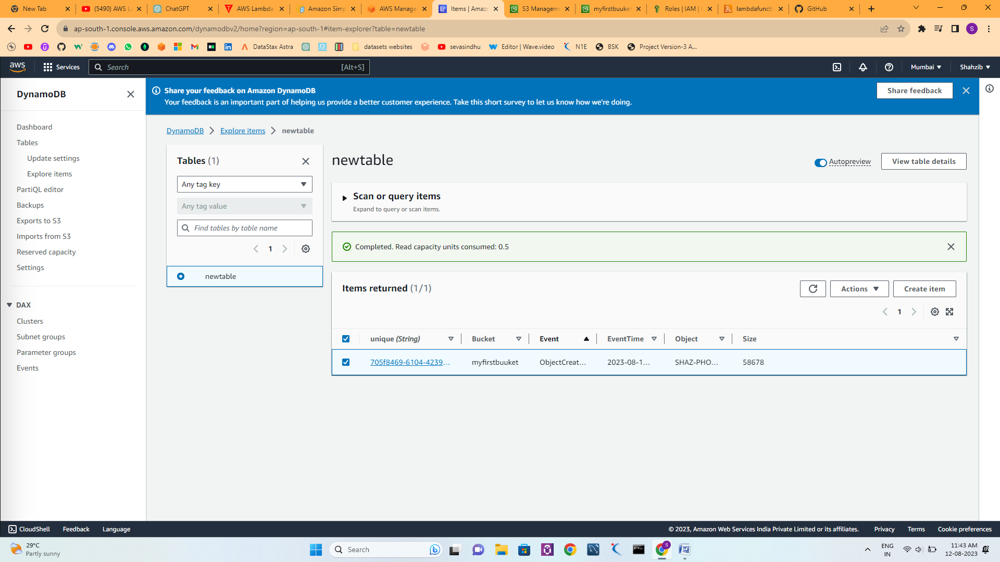 New Tab
(5490) AWS L
ChatGPT
AWS Lambda
Amazon Simp
AWS Manage
Items | Amazo
S3 Managem
myfirstbuuket
Roles | IAM |
lambdafuncti
GitHub
ap-south-1.console.aws.amazon.com/dynamodbv2/home?region=ap-south-1#item-explorer?table=newtable
S
DataStax Astra
datasets websites
sevasindhu
Editor | Wave.video
N1E
BSK
Project Version-3 A...
aws
Services
Search
[Alt+S]
Mumbai
Shahzib
DynamoDB
Dashboard
Tables
Update settings
Explore items
PartiQL editor
Backups
Exports to S3
Imports from S3
Reserved capacity
Settings
DAX
Clusters
Subnet groups
Parameter groups
Events
Share your feedback on Amazon DynamoDB
Your feedback is an important part of helping us provide a better customer experience. Take this short survey to let us know how we're doing.
Share feedback
DynamoDB
Explore items
newtable
Tables (1)
Any tag key
Any tag value
Find tables by table name
1
newtable
newtable
Autopreview
View table details
Scan or query items
Expand to query or scan items.
Completed. Read capacity units consumed: 0.5
Items returned (1/1)
Actions
Create item
1
unique (String) Bucket Event EventTime Object Size
705f8469-6104-4239... myfirstbuuket ObjectCreat... 2023-08-1... SHAZ-PHO... 58678
CloudShell
Feedback
Language
© 2023, Amazon Web Services India Private Limited or its affiliates.
Privacy
Terms
Cookie preferences
29°C
Partly sunny
Search
ENG
IN
11:43 AM
12-08-2023